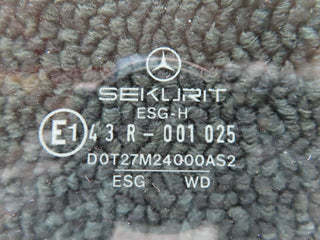 SEKURIT
ESG-H
E1 43 R - 001 025
DOT27M24000AS2
ESG WD